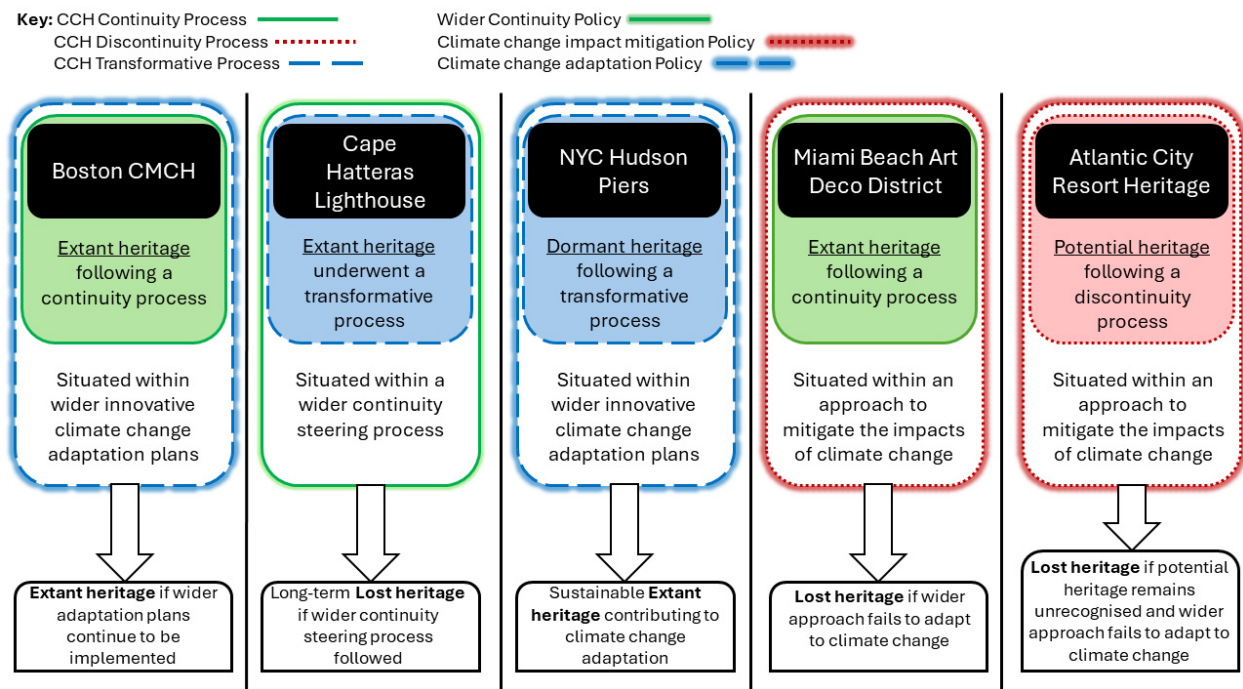 Key: CCH Continuity Process
CCH Discontinuity Process
CCH Transformative Process
Wider Continuity Policy
Climate change impact mitigation Policy
Climate change adaptation Policy
Boston CMCH
Extant heritage
following a
continuity process
Situated within
wider innovative
climate change
adaptation plans
Extant heritage if wider
adaptation plans
continue to be
implemented
Cape
Hatteras
Lighthouse
Extant heritage
underwent a
transformative
process
Situated within a
wider continuity
steering process
Long-term Lost heritage
if wider continuity
steering process
followed
NYC Hudson
Piers
Dormant heritage
following a
transformative
process
Situated within
wider innovative
climate change
adaptation plans
Sustainable Extant
heritage contributing to
climate change
adaptation
Miami Beach Art
Deco District
Extant heritage
following a
continuity process
Situated within an
approach to
mitigate the impacts
of climate change
Lost heritage if wider
approach fails to adapt
to climate change
Atlantic City
Resort Heritage
Potential heritage
following a
discontinuity
process
Situated within an
approach to
mitigate the impacts
of climate change
Lost heritage if potential
heritage remains
unrecognised and wider
approach fails to adapt to
climate change